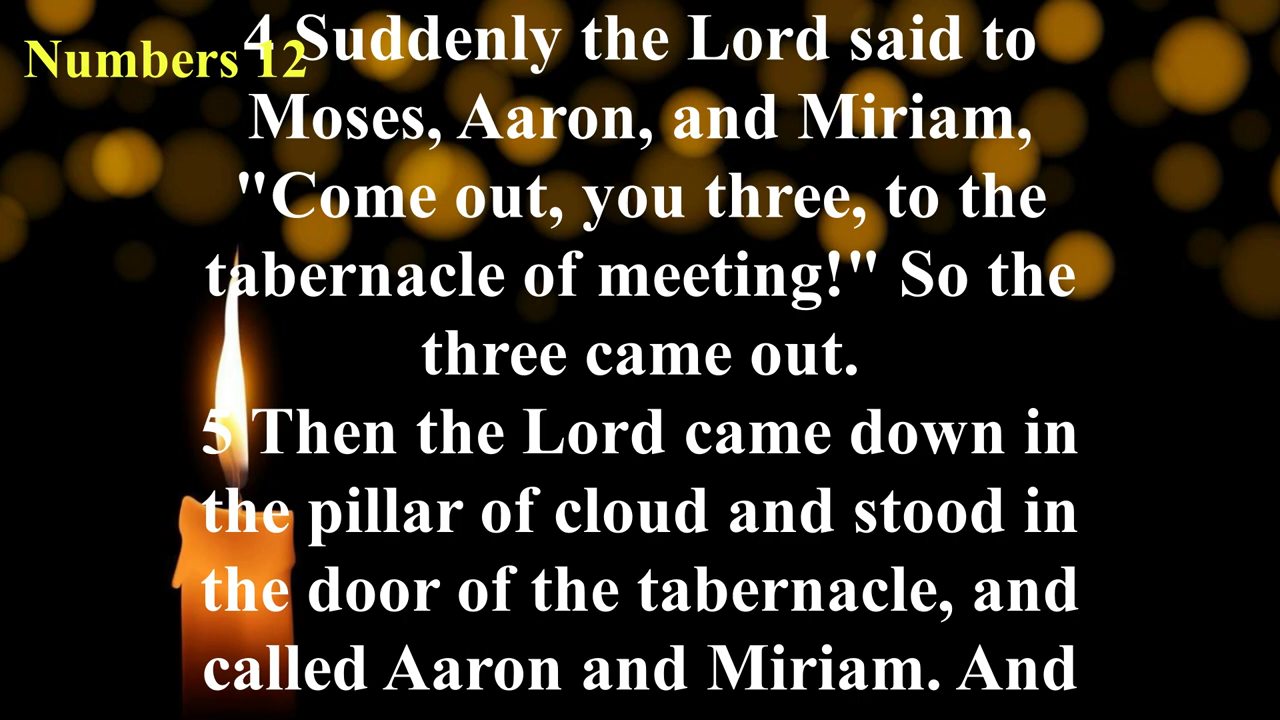 Numbers 12
4 Suddenly the Lord said to
Moses, Aaron, and Miriam,
"Come out, you three, to the
tabernacle of meeting!" So the
three came out.
5 Then the Lord came down in
the pillar of cloud and stood in
the door of the tabernacle, and
called Aaron and Miriam. And